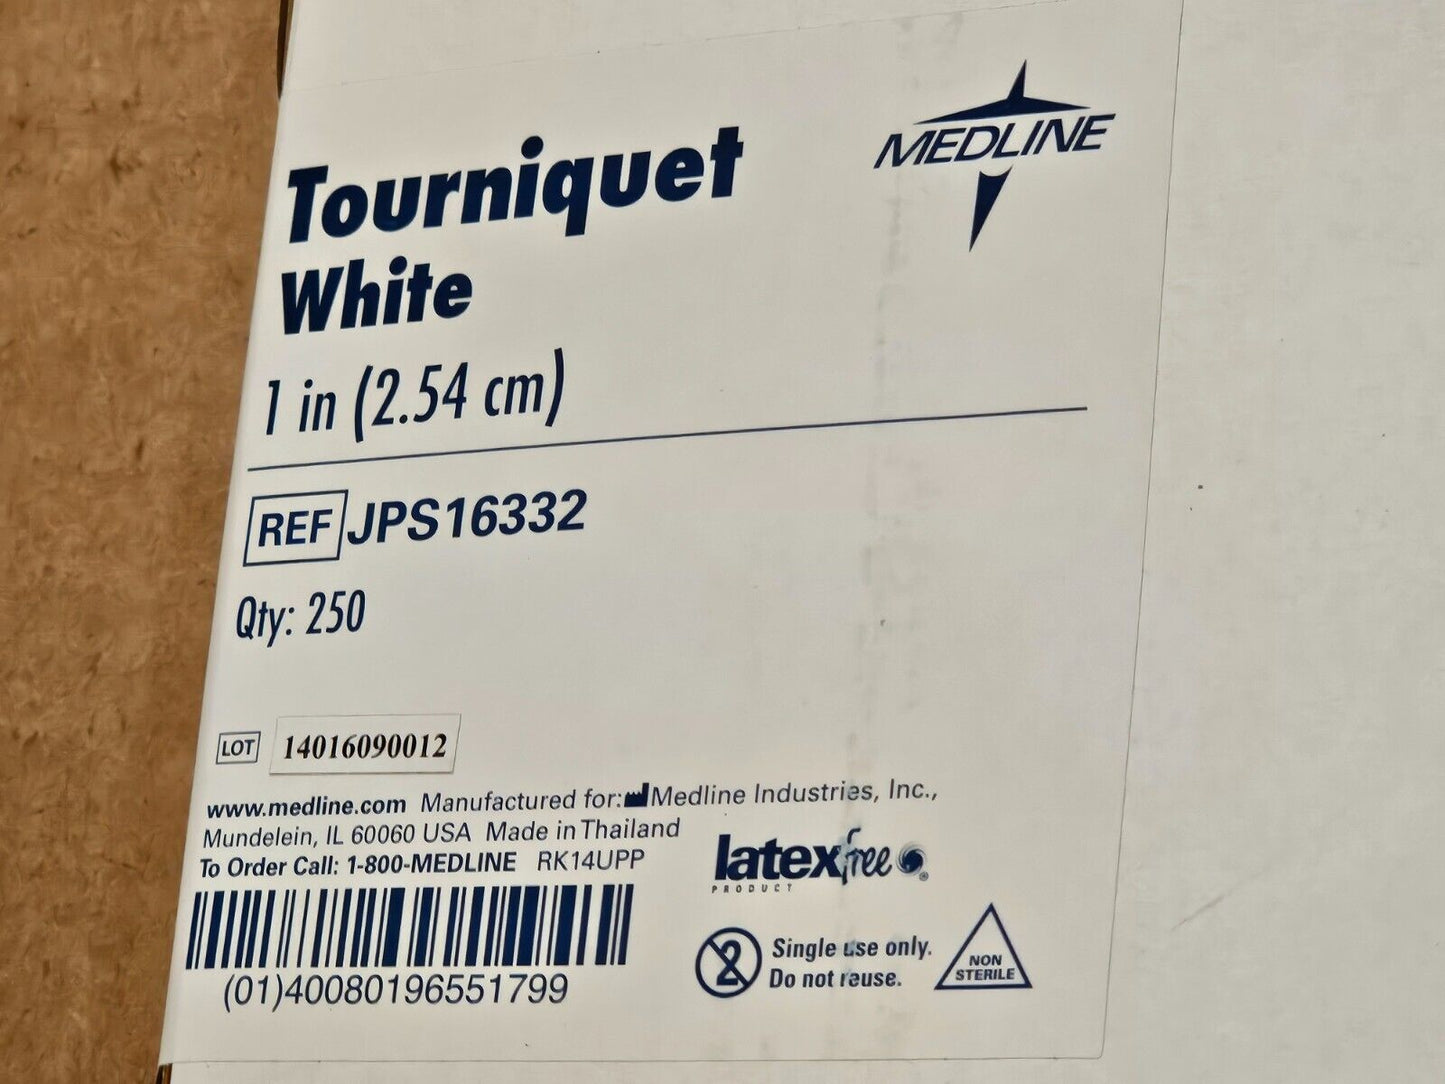 MEDLINE
Tourniquet
White
1 in (2.54 cm)
REF JPS16332
Qty: 250
LOT 14016090012
www.medline.com Manufactured for: Medline Industries, Inc.,
Mundelein, IL 60060 USA Made in Thailand
To Order Call: 1-800-MEDLINE RK14UPP
latexfree®
PRODUCT
(01)40080196551799
2
Single use only.
Do not reuse.
NON
STERILE